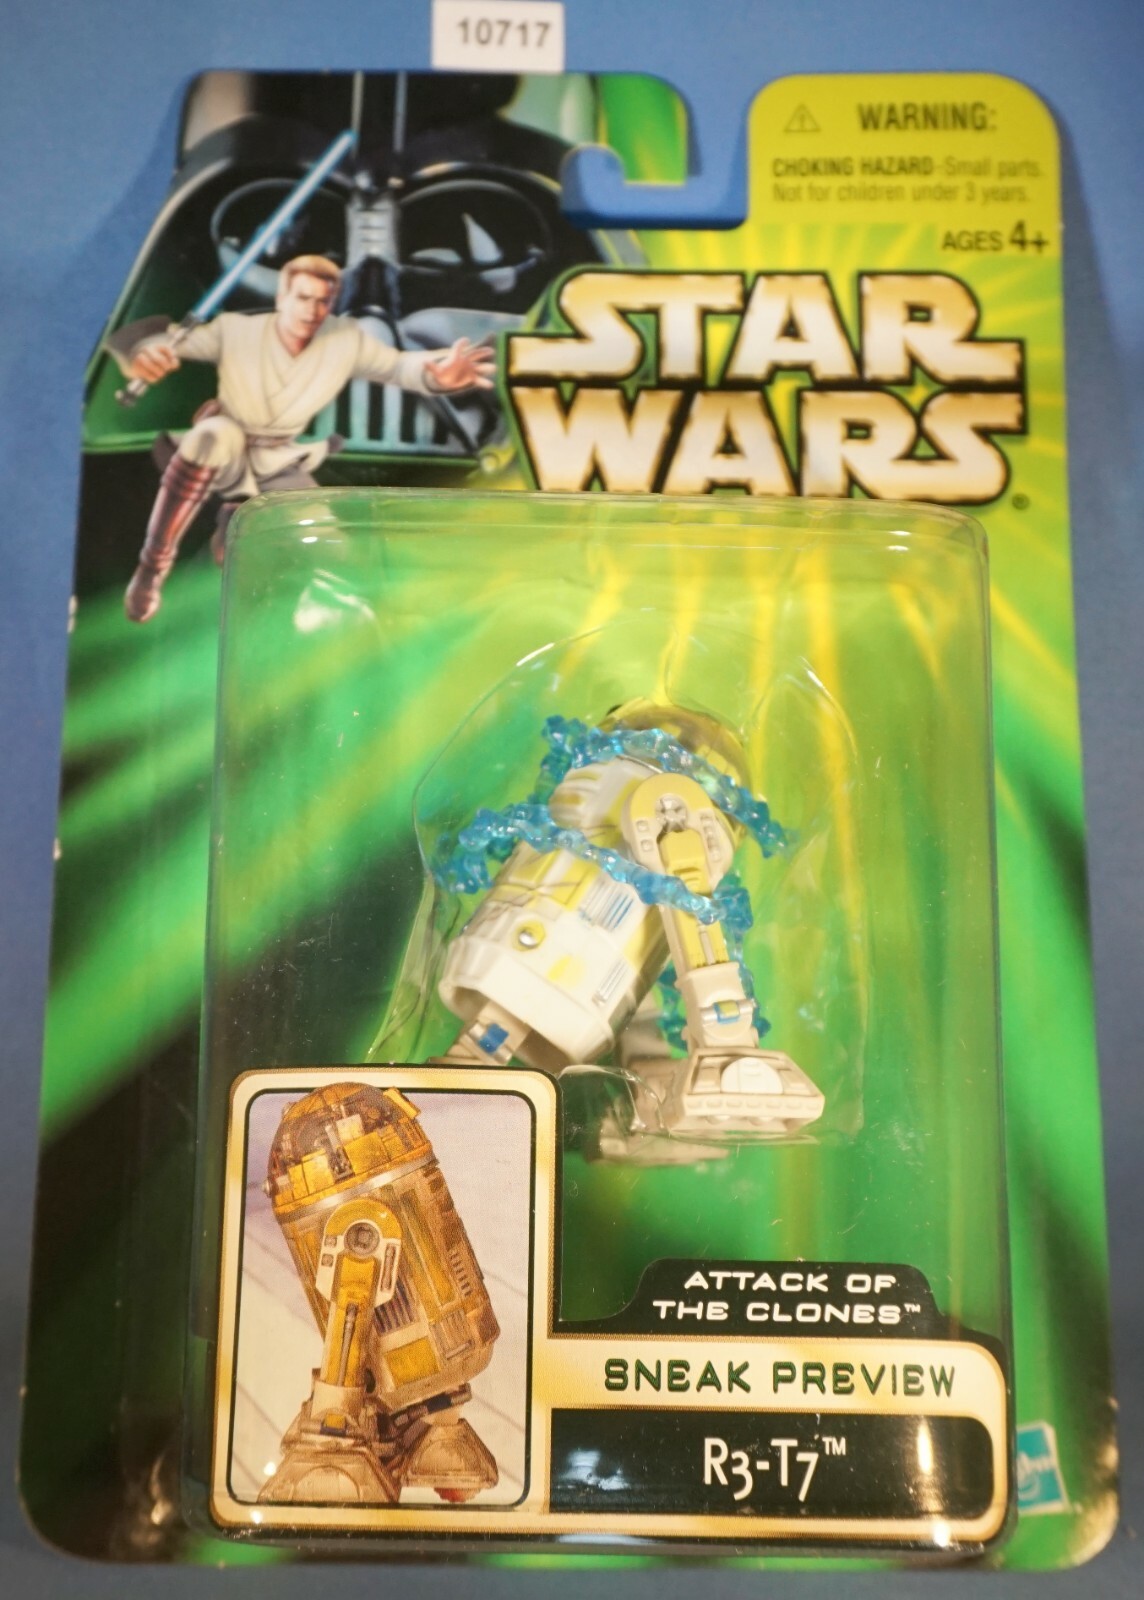 10717
WARNING:
CHOKING HAZARD-Small parts.
Not for children under 3 years.
AGES 4+
STAR
WARS®
ATTACK OF
THE CLONES™
SNEAK PREVIEW
R3-T7™